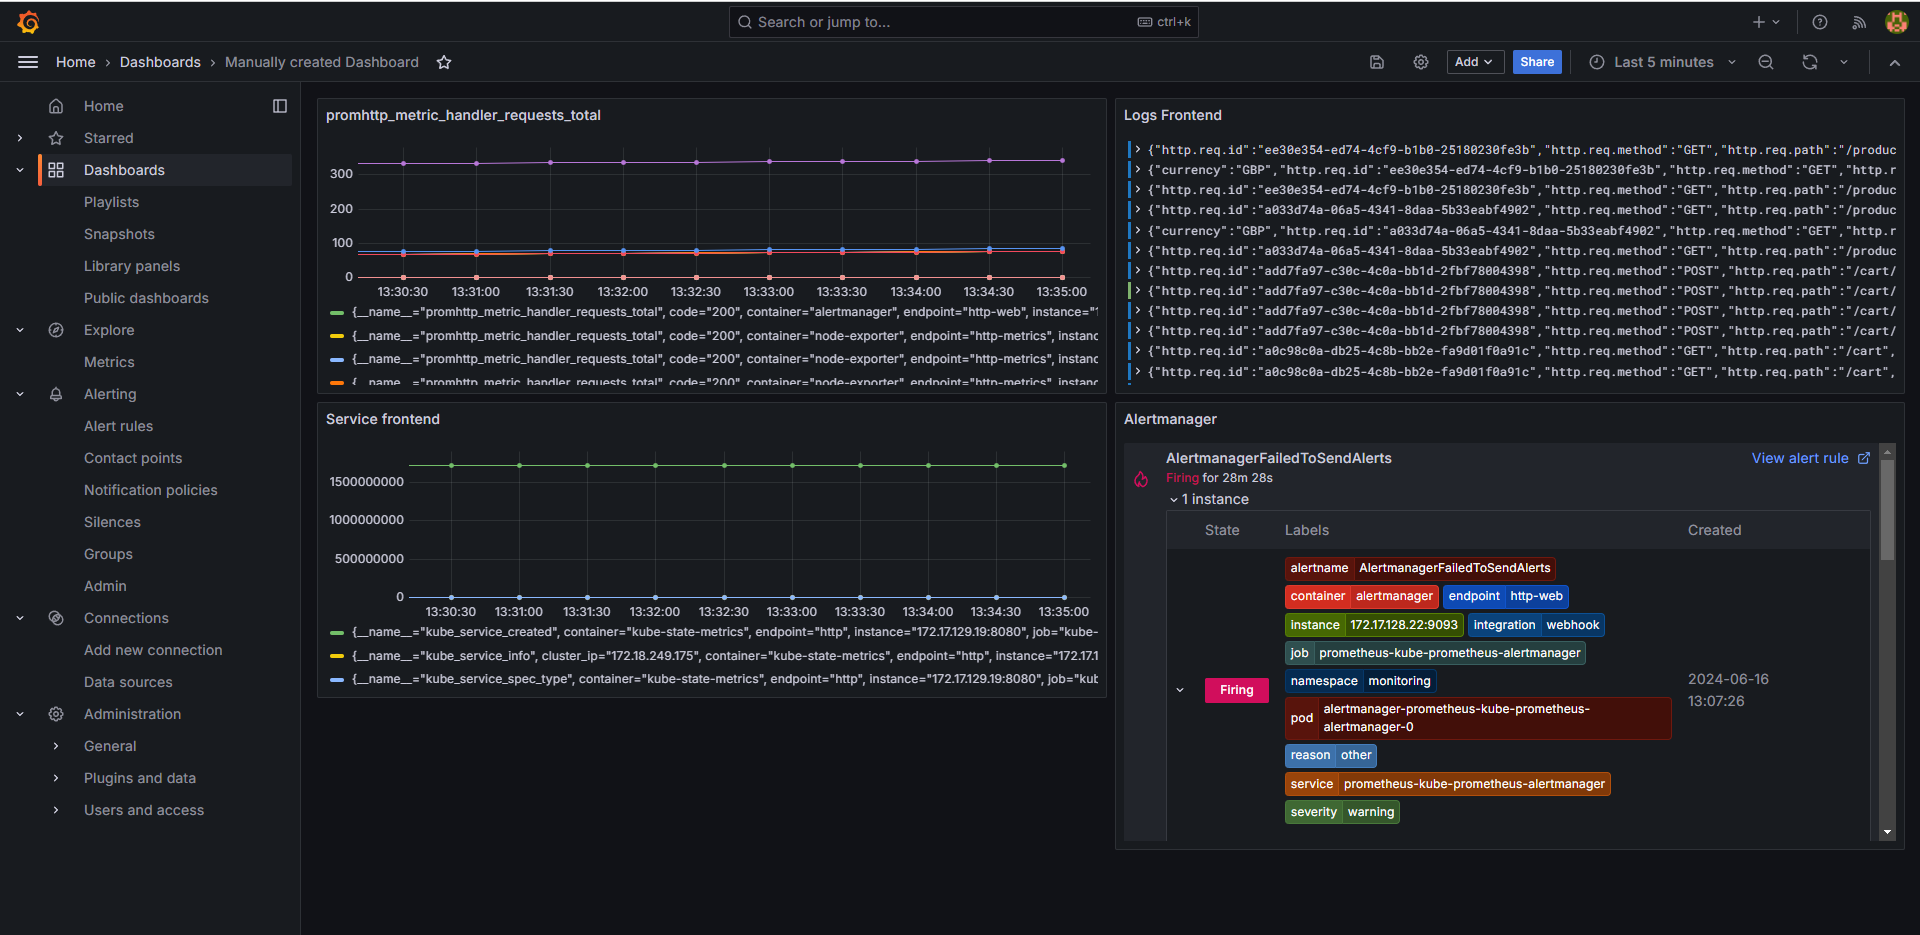 Search or jump to...
ctrl+k
Home
Dashboards
Manually created Dashboard
Add
Share
Last 5 minutes
Home
Starred
Dashboards
Playlists
Snapshots
Library panels
Public dashboards
Explore
Metrics
Alerting
Alert rules
Contact points
Notification policies
Silences
Groups
Admin
Connections
Add new connection
Data sources
Administration
General
Plugins and data
Users and access
promhttp_metric_handler_requests_total
300
200
100
0
13:30:30 13:31:00 13:31:30 13:32:00 13:32:30 13:33:00 13:33:30 13:34:00 13:34:30 13:35:00
{__name__="promhttp_metric_handler_requests_total", code="200", container="alertmanager", endpoint="http-web", instance="1
{__name__="promhttp_metric_handler_requests_total", code="200", container="node-exporter", endpoint="http-metrics", instanc
{__name__="promhttp_metric_handler_requests_total", code="200", container="node-exporter", endpoint="http-metrics", instanc
{__name__="promhttp_metric_handler_requests_total", code="200", container="node-exporter", endpoint="http-metrics", instanc
Service frontend
1500000000
1000000000
500000000
0
13:30:30 13:31:00 13:31:30 13:32:00 13:32:30 13:33:00 13:33:30 13:34:00 13:34:30 13:35:00
{__name__="kube_service_created", container="kube-state-metrics", endpoint="http", instance="172.17.129.19:8080", job="kube-
{__name__="kube_service_info", cluster_ip="172.18.249.175", container="kube-state-metrics", endpoint="http", instance="172.17.1
{__name__="kube_service_spec_type", container="kube-state-metrics", endpoint="http", instance="172.17.129.19:8080", job="kub
Logs Frontend
{"http.req.id":"ee30e354-ed74-4cf9-b1b0-25180230fe3b","http.req.method":"GET","http.req.path":"/produc
{"currency":"GBP","http.req.id":"ee30e354-ed74-4cf9-b1b0-25180230fe3b","http.req.method":"GET","http.r
{"http.req.id":"ee30e354-ed74-4cf9-b1b0-25180230fe3b","http.req.method":"GET","http.req.path":"/produc
{"http.req.id":"a033d74a-06a5-4341-8daa-5b33eabf4902","http.req.method":"GET","http.req.path":"/produc
{"currency":"GBP","http.req.id":"a033d74a-06a5-4341-8daa-5b33eabf4902","http.req.method":"GET","http.r
{"http.req.id":"a033d74a-06a5-4341-8daa-5b33eabf4902","http.req.method":"GET","http.req.path":"/produc
{"http.req.id":"add7fa97-c30c-4c0a-bb1d-2fbf78004398","http.req.method":"POST","http.req.path":"/cart/
{"http.req.id":"add7fa97-c30c-4c0a-bb1d-2fbf78004398","http.req.method":"POST","http.req.path":"/cart/
{"http.req.id":"add7fa97-c30c-4c0a-bb1d-2fbf78004398","http.req.method":"POST","http.req.path":"/cart/
{"http.req.id":"add7fa97-c30c-4c0a-bb1d-2fbf78004398","http.req.method":"POST","http.req.path":"/cart/
{"http.req.id":"a0c98c0a-db25-4c8b-bb2e-fa9d01f0a91c","http.req.method":"GET","http.req.path":"/cart",
{"http.req.id":"a0c98c0a-db25-4c8b-bb2e-fa9d01f0a91c","http.req.method":"GET","http.req.path":"/cart",
Alertmanager
AlertmanagerFailedToSendAlerts
View alert rule
Firing for 28m 28s
1 instance
State Labels Created
alertname AlertmanagerFailedToSendAlerts
container alertmanager endpoint http-web
instance 172.17.128.22:9093 integration webhook
job prometheus-kube-prometheus-alertmanager
namespace monitoring
Firing
2024-06-16
13:07:26
pod alertmanager-prometheus-kube-prometheus-
alertmanager-0
reason other
service prometheus-kube-prometheus-alertmanager
severity warning